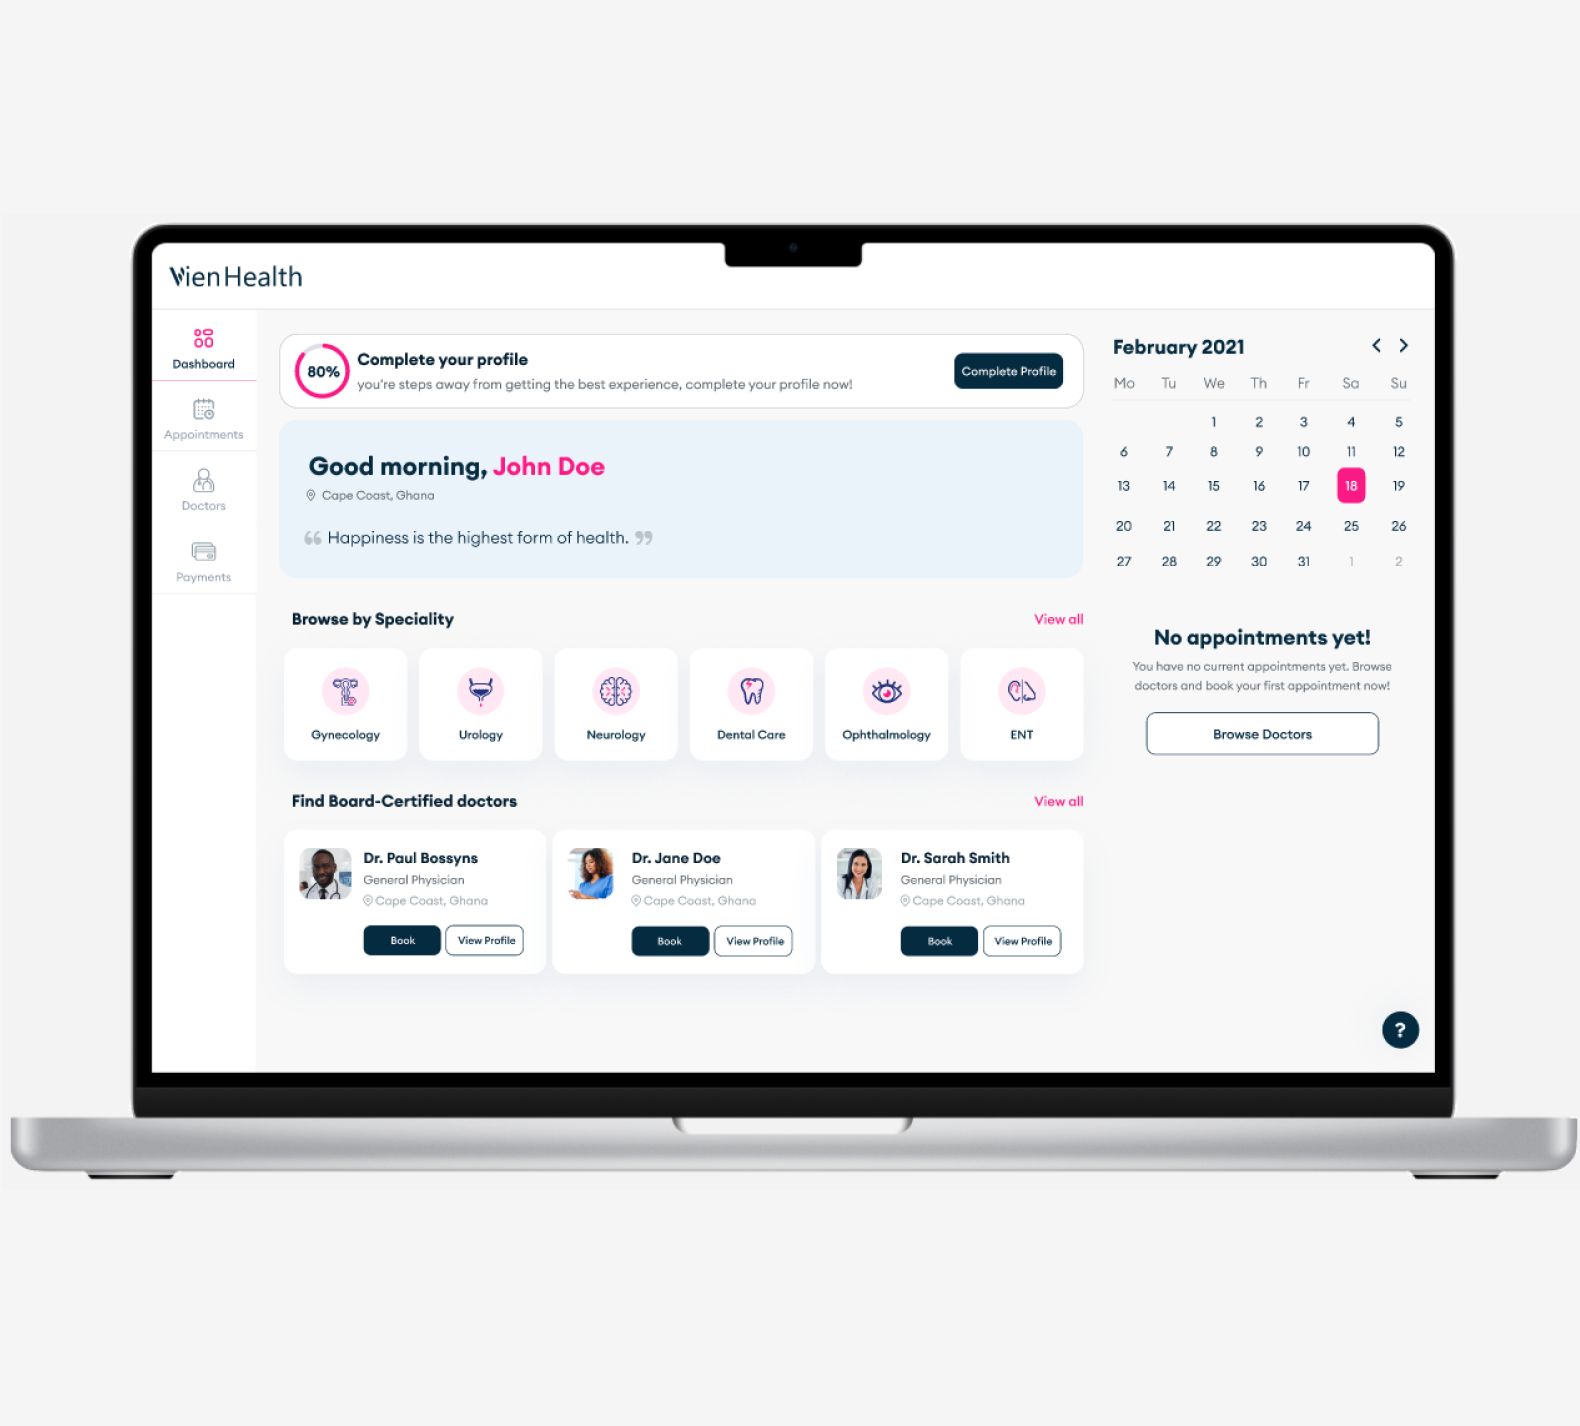 Vien Health
Dashboard
Appointments
Doctors
Payments
80%
Complete your profile
you're steps away from getting the best experience, complete your profile now!
Complete Profile
Good morning, John Doe
Cape Coast, Ghana
“ Happiness is the highest form of health. ”
Browse by Speciality
View all
Gynecology
Urology
Neurology
Dental Care
Ophthalmology
ENT
Find Board-Certified doctors
View all
Dr. Paul Bossyns
General Physician
Cape Coast, Ghana
Book
View Profile
Dr. Jane Doe
General Physician
Cape Coast, Ghana
Book
View Profile
Dr. Sarah Smith
General Physician
Cape Coast, Ghana
Book
View Profile
February 2021
< >
Mo Tu We Th Fr Sa Su
1 2 3 4 5
6 7 8 9 10 11 12
13 14 15 16 17 18 19
20 21 22 23 24 25 26
27 28 29 30 31 1 2
No appointments yet!
You have no current appointments yet. Browse
doctors and book your first appointment now!
Browse Doctors
?